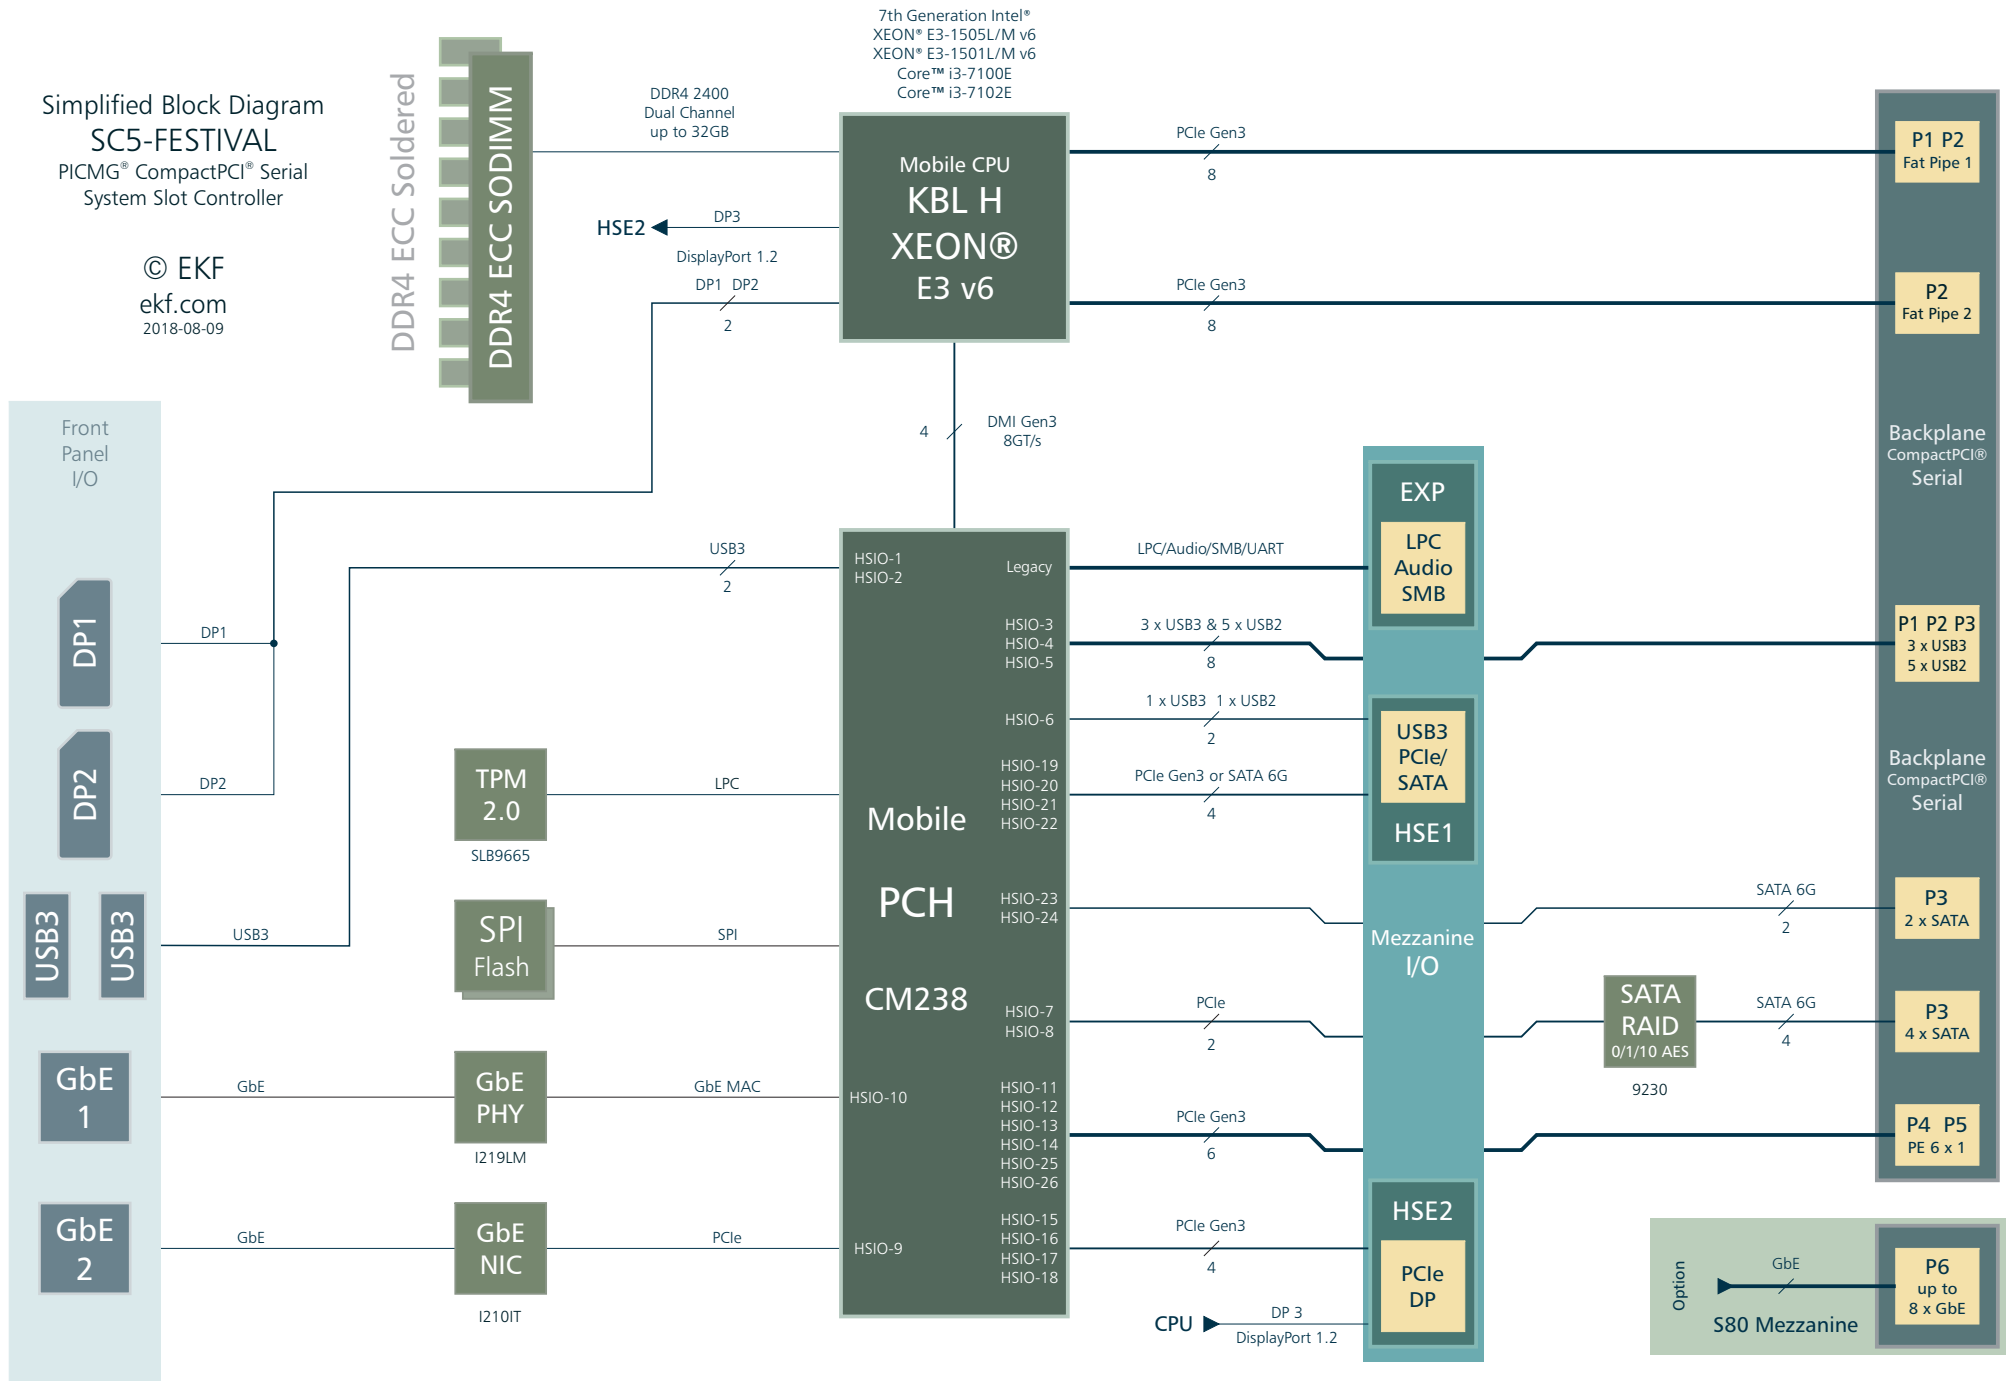 Simplified Block Diagram
SC5-FESTIVAL
PICMG® CompactPCI® Serial
System Slot Controller
© EKF
ekf.com
2018-08-09
DDR4 ECC Soldered
DDR4 ECC SODIMM
DDR4 2400
Dual Channel
up to 32GB
7th Generation Intel®
XEON® E3-1505L/M v6
XEON® E3-1501L/M v6
Core™ i3-7100E
Core™ i3-7102E
Mobile CPU
KBL H
XEON®
E3 v6
HSE2
DP3
DisplayPort 1.2
DP1 DP2
2
PCIe Gen3
8
PCIe Gen3
8
P1 P2
Fat Pipe 1
P2
Fat Pipe 2
4
DMI Gen3
8GT/s
Backplane
CompactPCI®
Serial
Front
Panel
I/O
DP1
DP1
DP2
DP2
USB3
USB3
USB3
GbE
1
GbE
GbE
2
GbE
USB3
2
TPM
2.0
SLB9665
LPC
SPI
Flash
SPI
GbE
PHY
I219LM
GbE MAC
GbE
NIC
I210IT
PCIe
HSIO-1
HSIO-2
HSIO-10
HSIO-9
Mobile
PCH
CM238
Legacy
HSIO-3
HSIO-4
HSIO-5
HSIO-6
HSIO-19
HSIO-20
HSIO-21
HSIO-22
HSIO-23
HSIO-24
HSIO-7
HSIO-8
HSIO-11
HSIO-12
HSIO-13
HSIO-14
HSIO-25
HSIO-26
HSIO-15
HSIO-16
HSIO-17
HSIO-18
LPC/Audio/SMB/UART
3 x USB3 & 5 x USB2
8
1 x USB3 1 x USB2
2
PCIe Gen3 or SATA 6G
4
PCIe
2
PCIe Gen3
6
PCIe Gen3
4
CPU
DP 3
DisplayPort 1.2
EXP
LPC
Audio
SMB
USB3
PCIe/
SATA
HSE1
Mezzanine
I/O
HSE2
PCIe
DP
P1 P2 P3
3 x USB3
5 x USB2
Backplane
CompactPCI®
Serial
SATA 6G
2
P3
2 x SATA
SATA
RAID
0/1/10 AES
9230
SATA 6G
4
P3
4 x SATA
P4 P5
PE 6 x 1
Option
GbE
S80 Mezzanine
P6
up to
8 x GbE